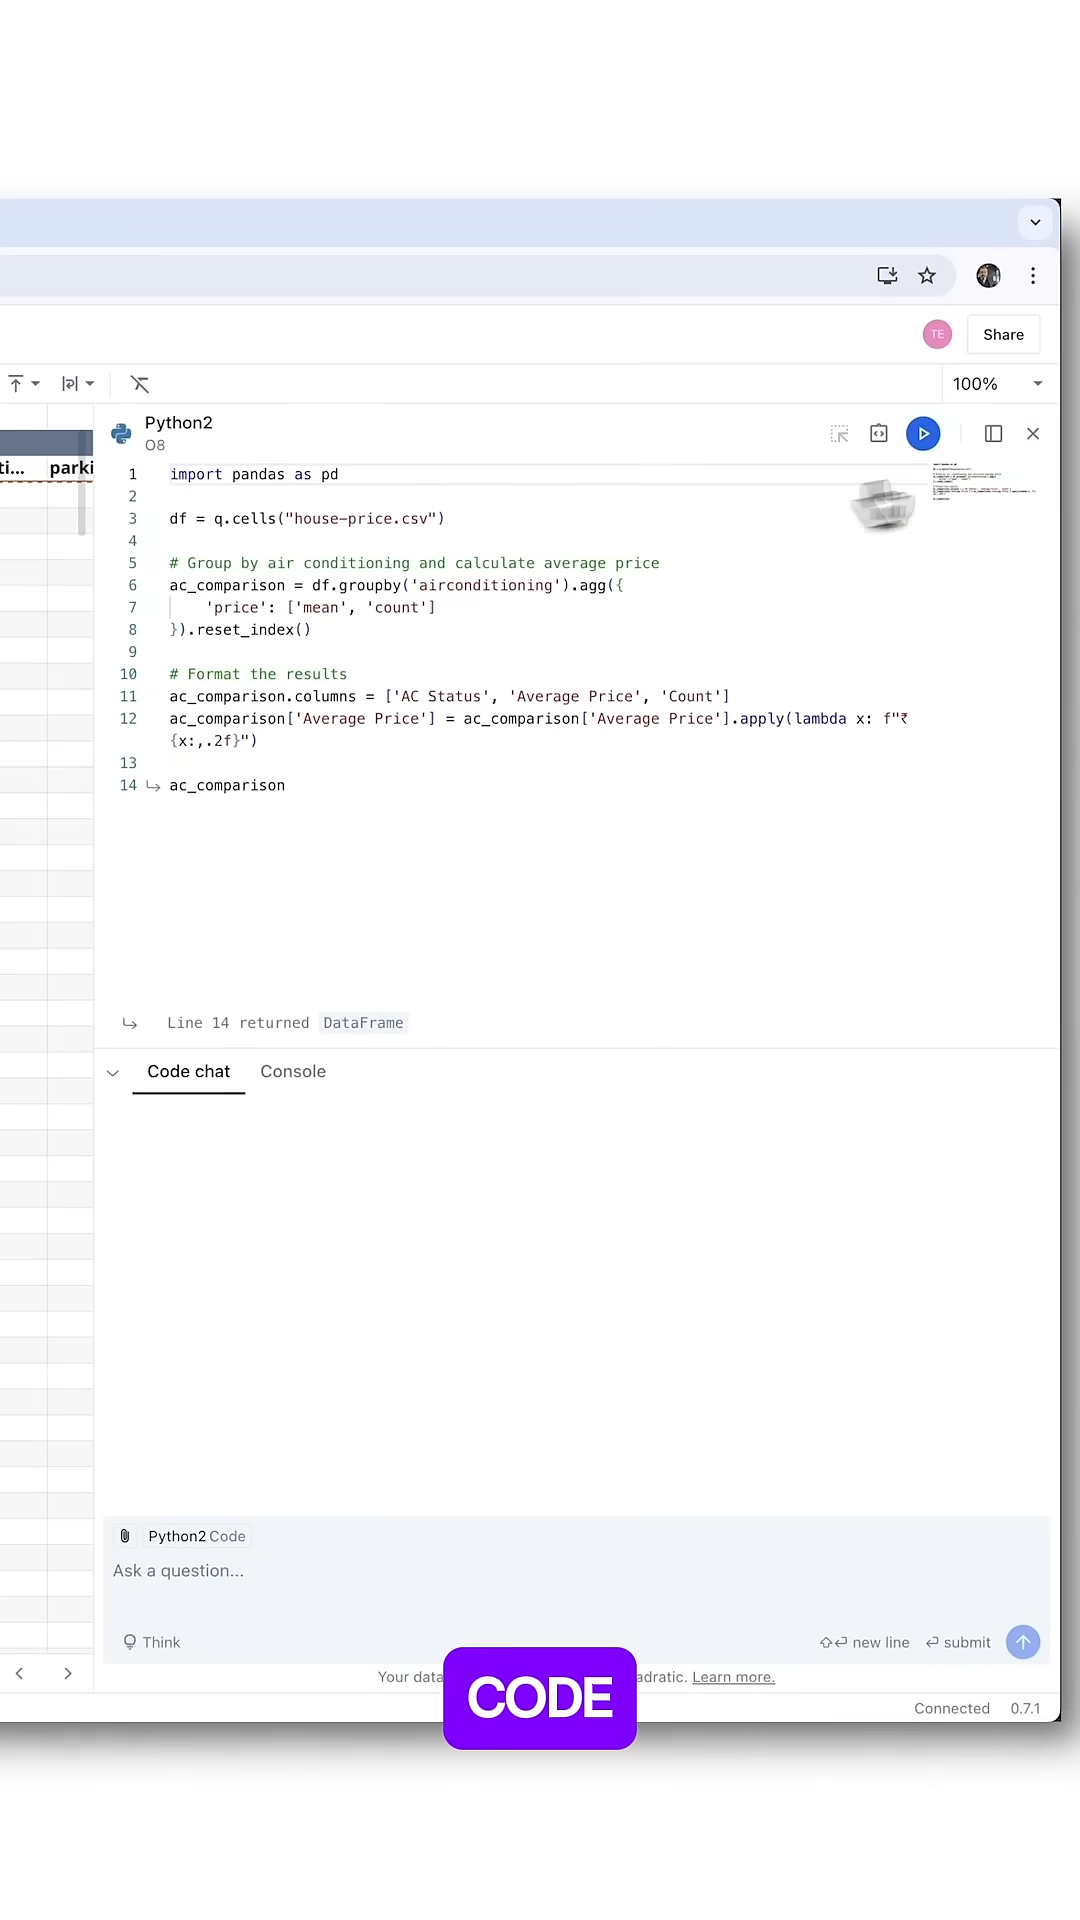 TE
Share
100%
ti... parki
Python2
O8
1 import pandas as pd
2
3 df = q.cells("house-price.csv")
4
5 # Group by air conditioning and calculate average price
6 ac_comparison = df.groupby('airconditioning').agg({
7 'price': ['mean', 'count']
8 }).reset_index()
9
10 # Format the results
11 ac_comparison.columns = ['AC Status', 'Average Price', 'Count']
12 ac_comparison['Average Price'] = ac_comparison['Average Price'].apply(lambda x: f"₹
{x:,.2f}")
13
14 ac_comparison
Line 14 returned DataFrame
Code chat Console
Python2 Code
Ask a question...
Think new line submit
Your data adratic. Learn more.
CODE
Connected 0.7.1